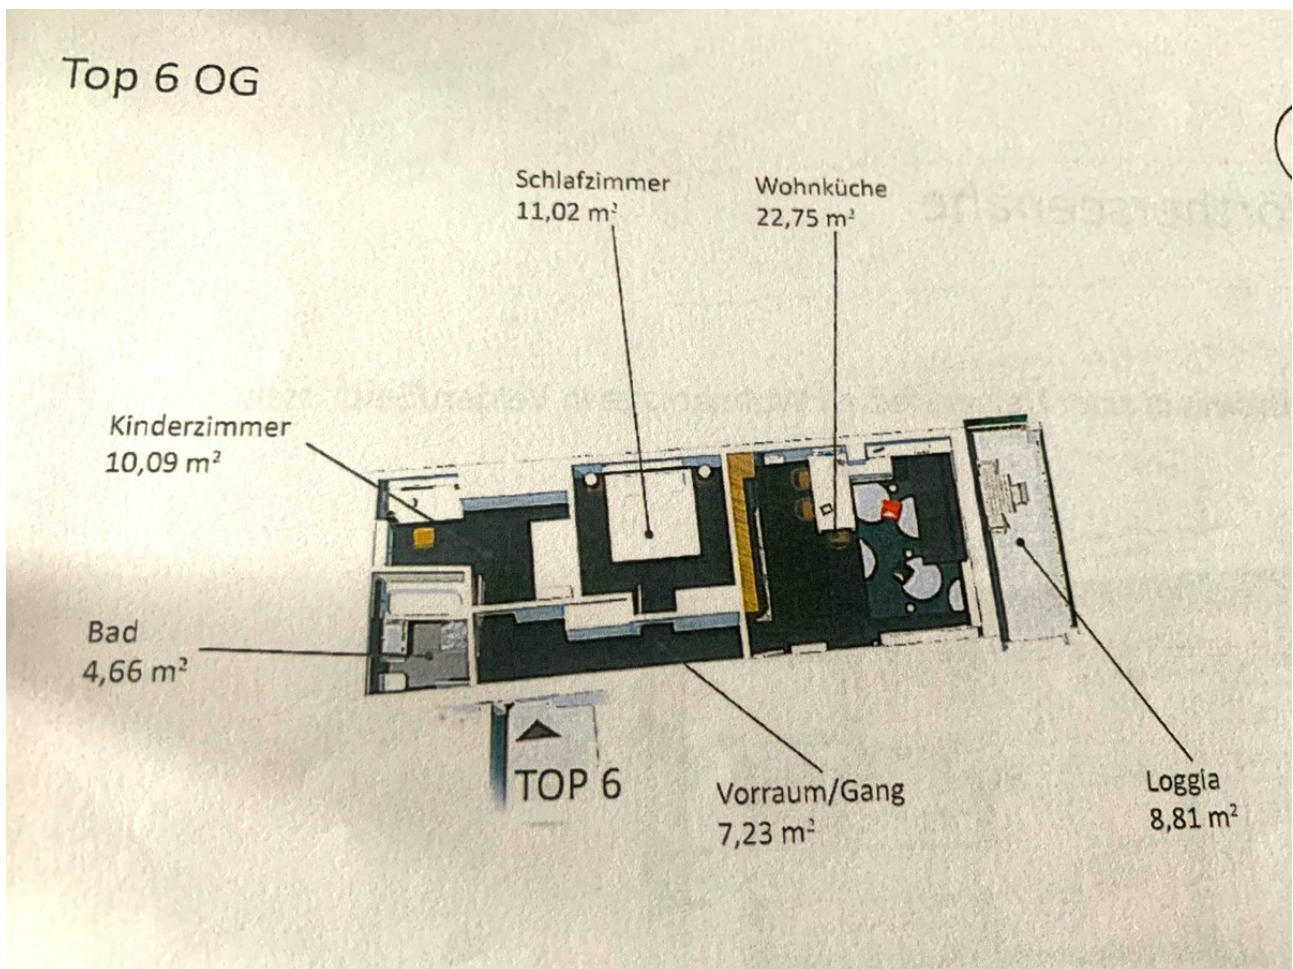 Top 6 OG
Schlafzimmer
11,02 m²
Wohnküche
22,75 m²
Kinderzimmer
10,09 m²
Bad
4,66 m²
TOP 6
Vorraum/Gang
7,23 m²
Loggia
8,81 m²